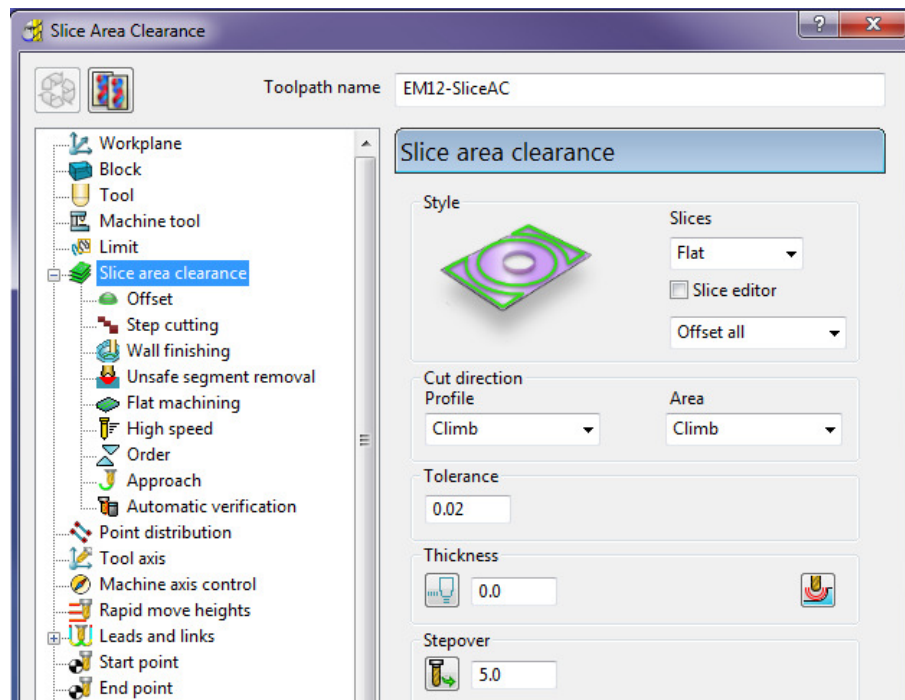 Slice Area Clearance
?
Toolpath name EM12-SliceAC
Workplane
Block
Tool
Machine tool
Limit
Slice area clearance
Offset
Step cutting
Wall finishing
Unsafe segment removal
Flat machining
High speed
Order
Approach
Automatic verification
Point distribution
Tool axis
Machine axis control
Rapid move heights
Leads and links
Start point
End point
Slice area clearance
Style
Slices
Flat
Slice editor
Offset all
Cut direction
Profile Area
Climb Climb
Tolerance
0.02
Thickness
0.0
Stepover
5.0